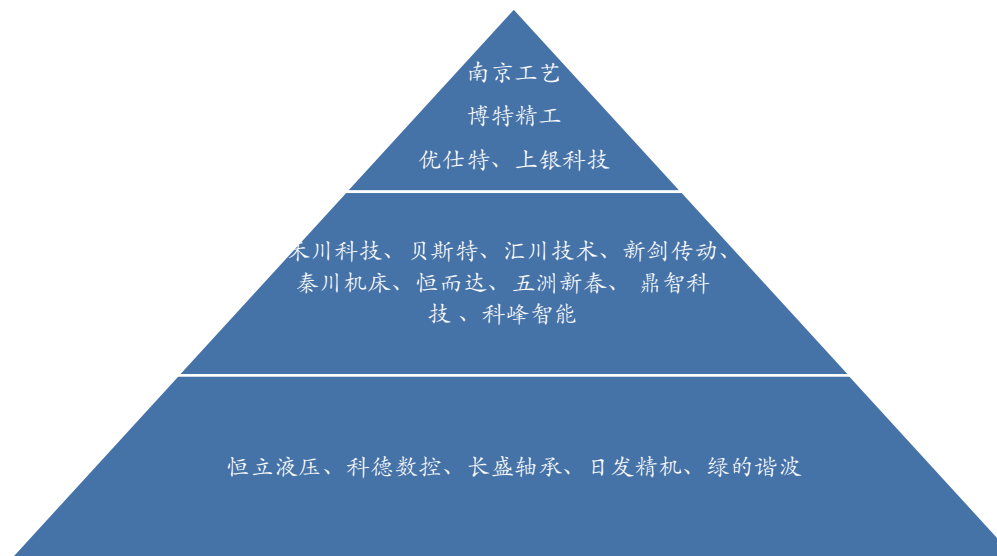 南京工艺
博特精工
优仕特、上银科技
禾川科技、贝斯特、汇川技术、新剑传动、
秦川机床、恒而达、五洲新春、 鼎智科
技 、科峰智能
恒立液压、科德数控、长盛轴承、日发精机、绿的谐波